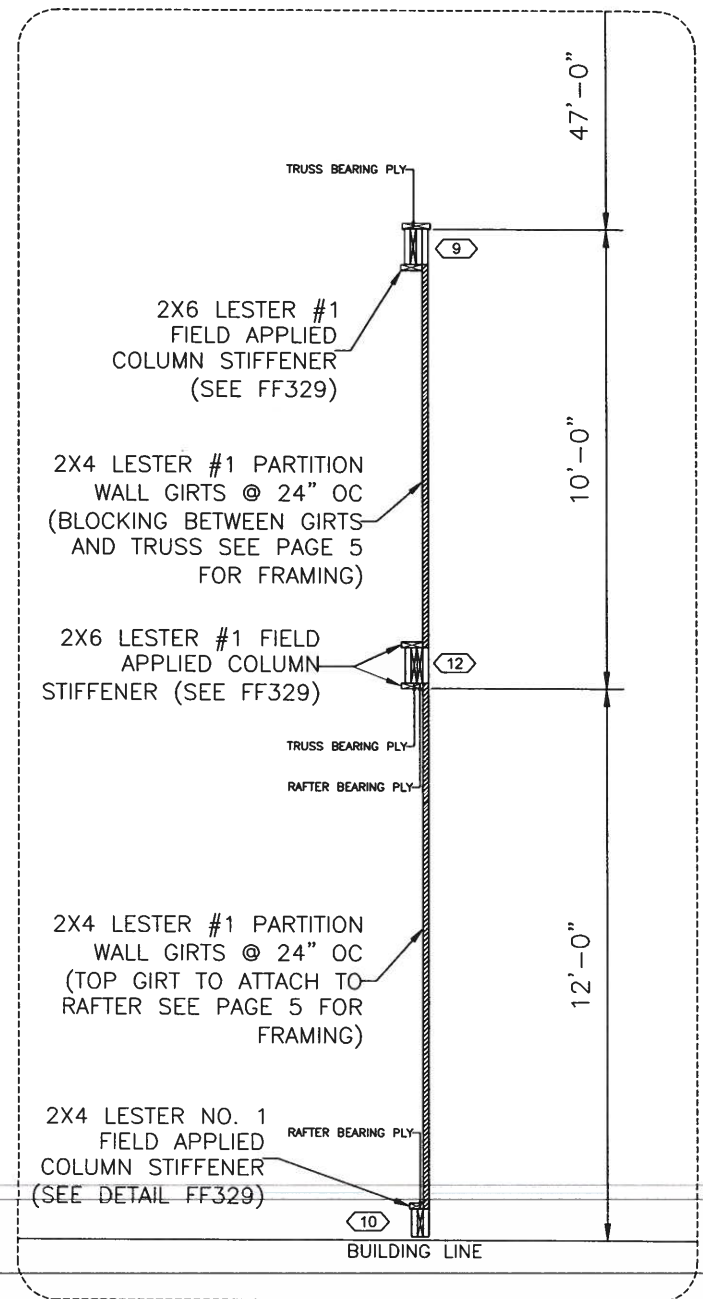 47'-0"
TRUSS BEARING PLY
9
2X6 LESTER #1
FIELD APPLIED
COLUMN STIFFENER
(SEE FF329)
10'-0"
2X4 LESTER #1 PARTITION
WALL GIRTS @ 24" OC
(BLOCKING BETWEEN GIRTS
AND TRUSS SEE PAGE 5
FOR FRAMING)
2X6 LESTER #1 FIELD
APPLIED COLUMN
STIFFENER (SEE FF329)
12
TRUSS BEARING PLY
RAFTER BEARING PLY
12'-0"
2X4 LESTER #1 PARTITION
WALL GIRTS @ 24" OC
(TOP GIRT TO ATTACH TO
RAFTER SEE PAGE 5 FOR
FRAMING)
2X4 LESTER NO. 1
FIELD APPLIED
COLUMN STIFFENER
(SEE DETAIL FF329)
RAFTER BEARING PLY
10
BUILDING LINE